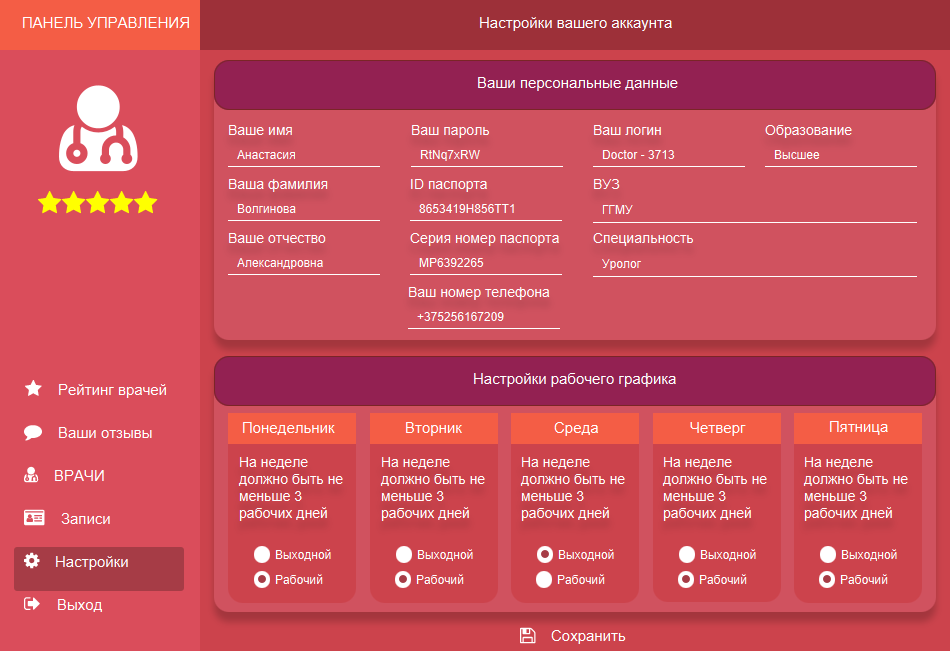 ПАНЕЛЬ УПРАВЛЕНИЯ
Настройки вашего аккаунта
Рейтинг врачей
Ваши отзывы
ВРАЧИ
Записи
Настройки
Выход
Ваши персональные данные
Ваше имя
Анастасия
Ваш пароль
RtNq7xRW
Ваш логин
Doctor - 3713
Образование
Высшее
Ваша фамилия
Волгинова
ID паспорта
8653419H856TT1
ВУЗ
ГГМУ
Ваше отчество
Александровна
Серия номер паспорта
MP6392265
Специальность
Уролог
Ваш номер телефона
+375256167209
Настройки рабочего графика
Понедельник
На неделе
должно быть не
меньше 3
рабочих дней
Выходной
Рабочий
Вторник
На неделе
должно быть не
меньше 3
рабочих дней
Выходной
Рабочий
Среда
На неделе
должно быть не
меньше 3
рабочих дней
Выходной
Рабочий
Четверг
На неделе
должно быть не
меньше 3
рабочих дней
Выходной
Рабочий
Пятница
На неделе
должно быть не
меньше 3
рабочих дней
Выходной
Рабочий
Сохранить